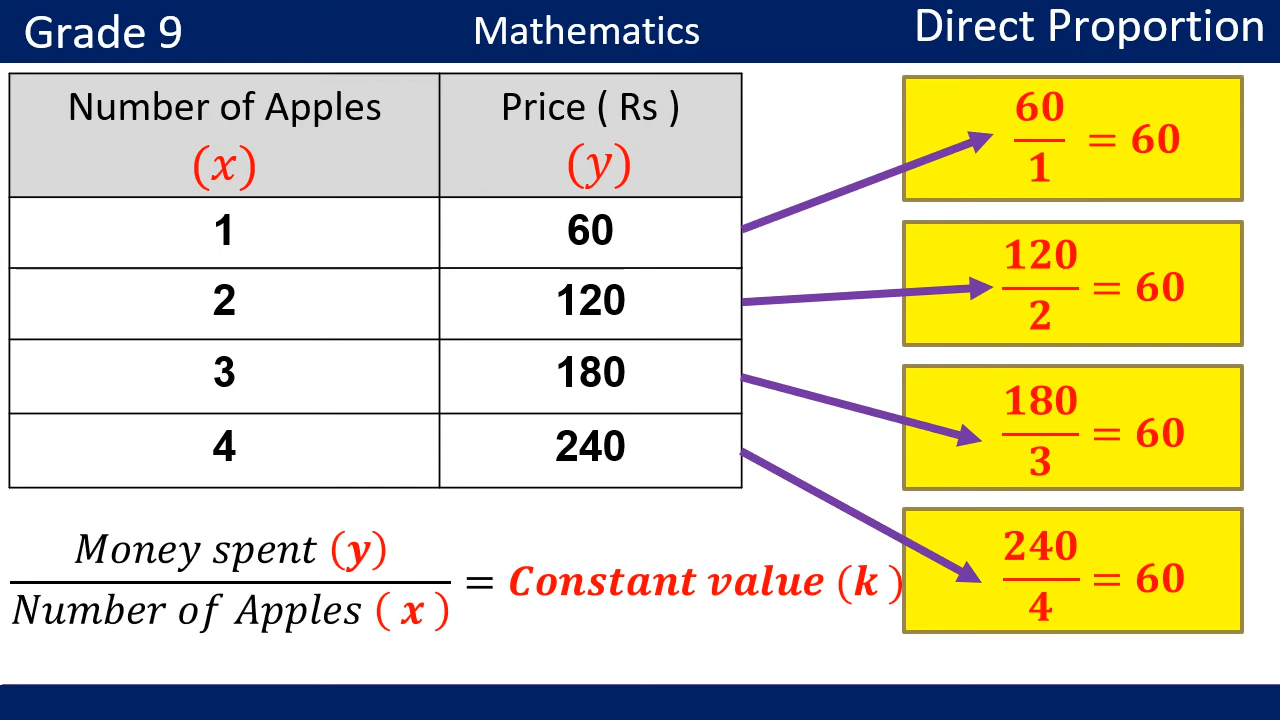 Grade 9 Mathematics Direct Proportion
Number of Apples Price ( Rs )
(x) (y)
1 60
2 120
3 180
4 240
60/1 = 60
120/2 = 60
180/3 = 60
240/4 = 60
Money spent (y)
Number of Apples ( x ) = Constant value (k )